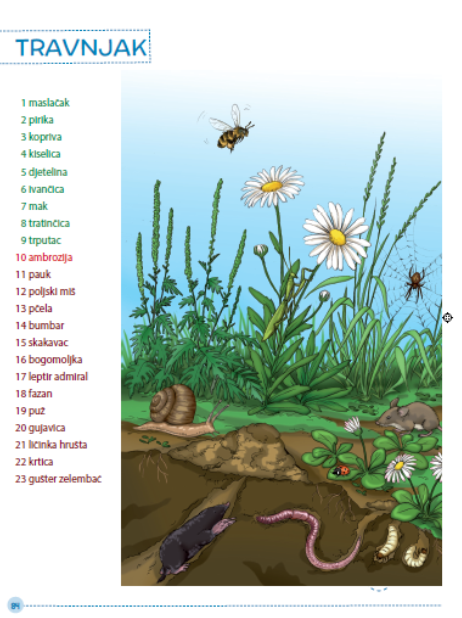 TRAVNJAK
1 maslačak
2 pirika
3 kopriva
4 kiselica
5 djetelina
6 ivančica
7 mak
8 tratinčica
9 trputac
10 ambrozija
11 pauk
12 poljski miš
13 pčela
14 bumbar
15 skakavac
16 bogomoljka
17 leptir admiral
18 fazan
19 puž
20 gujavica
21 ličinka hrušta
22 krtica
23 gušter zelembać
84